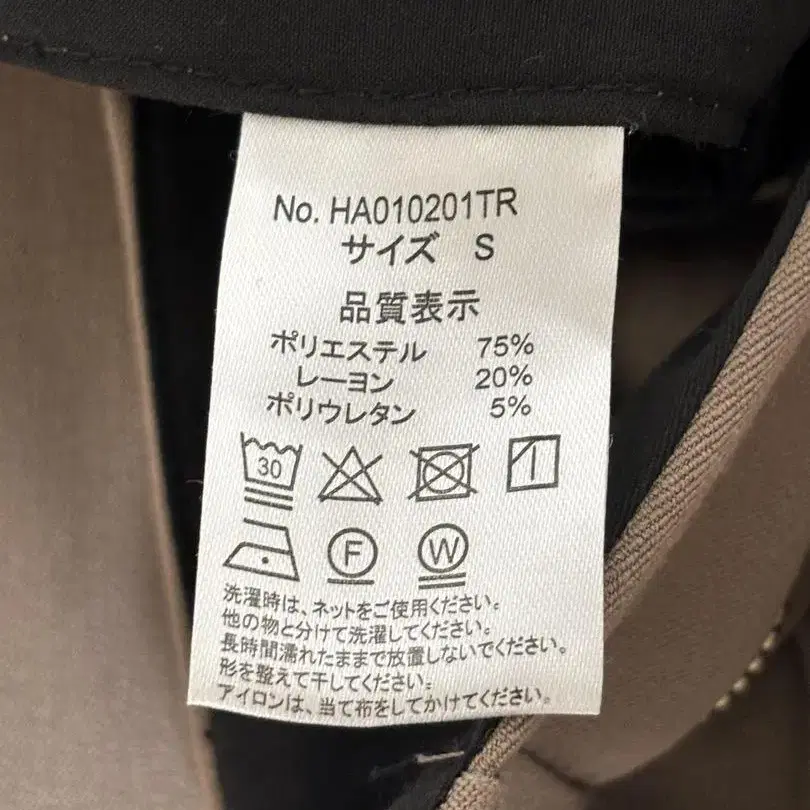 No. HA010201TR
サイズ S
品質表示
ポリエステル 75%
レーヨン 20%
ポリウレタン 5%
30
F W
洗濯時は、ネットをご使用ください。
他の物と分けて洗濯してください。
長時間濡れたままで放置しないでください。
形を整えて干してください。
アイロンは、当て布をしてかけてください。